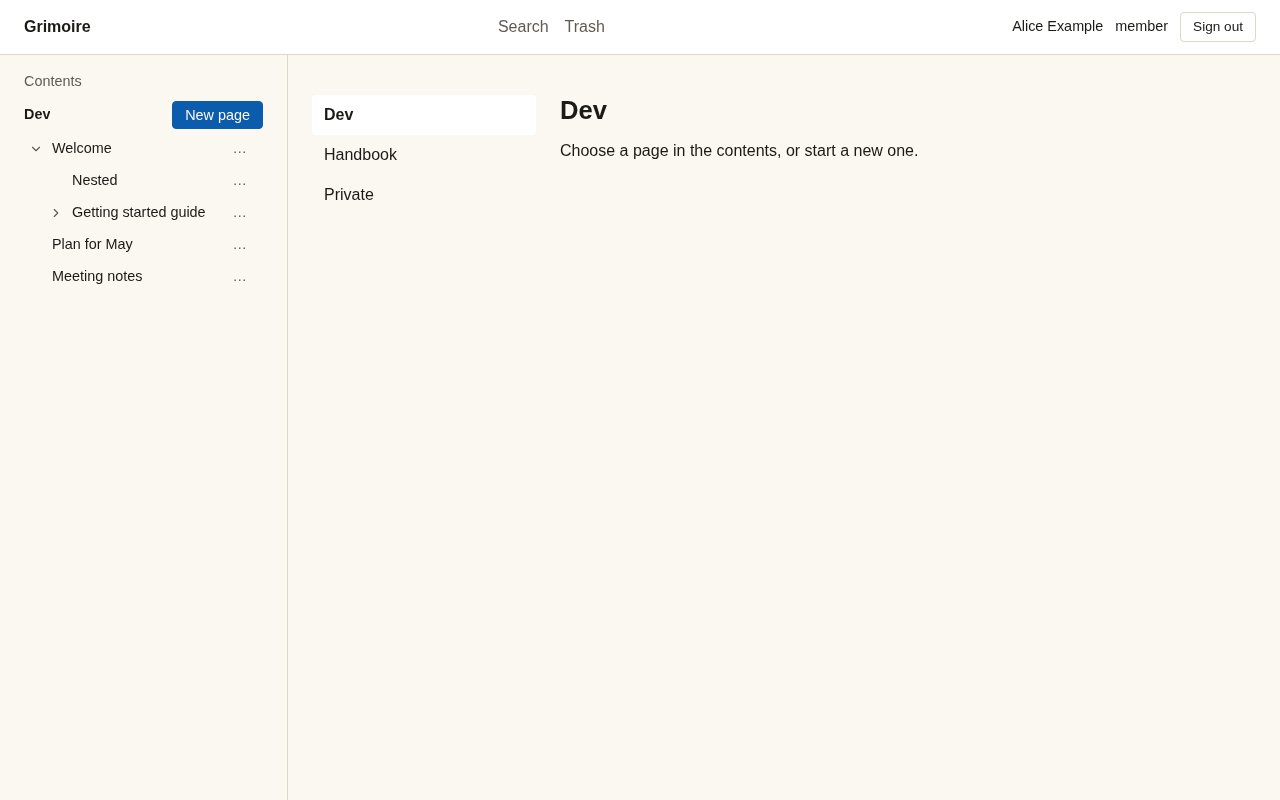 Grimoire
Search Trash
Alice Example member Sign out
Contents
Dev New page
Welcome ...
Nested ...
Getting started guide ...
Plan for May ...
Meeting notes ...
Dev
Handbook
Private
Dev
Choose a page in the contents, or start a new one.